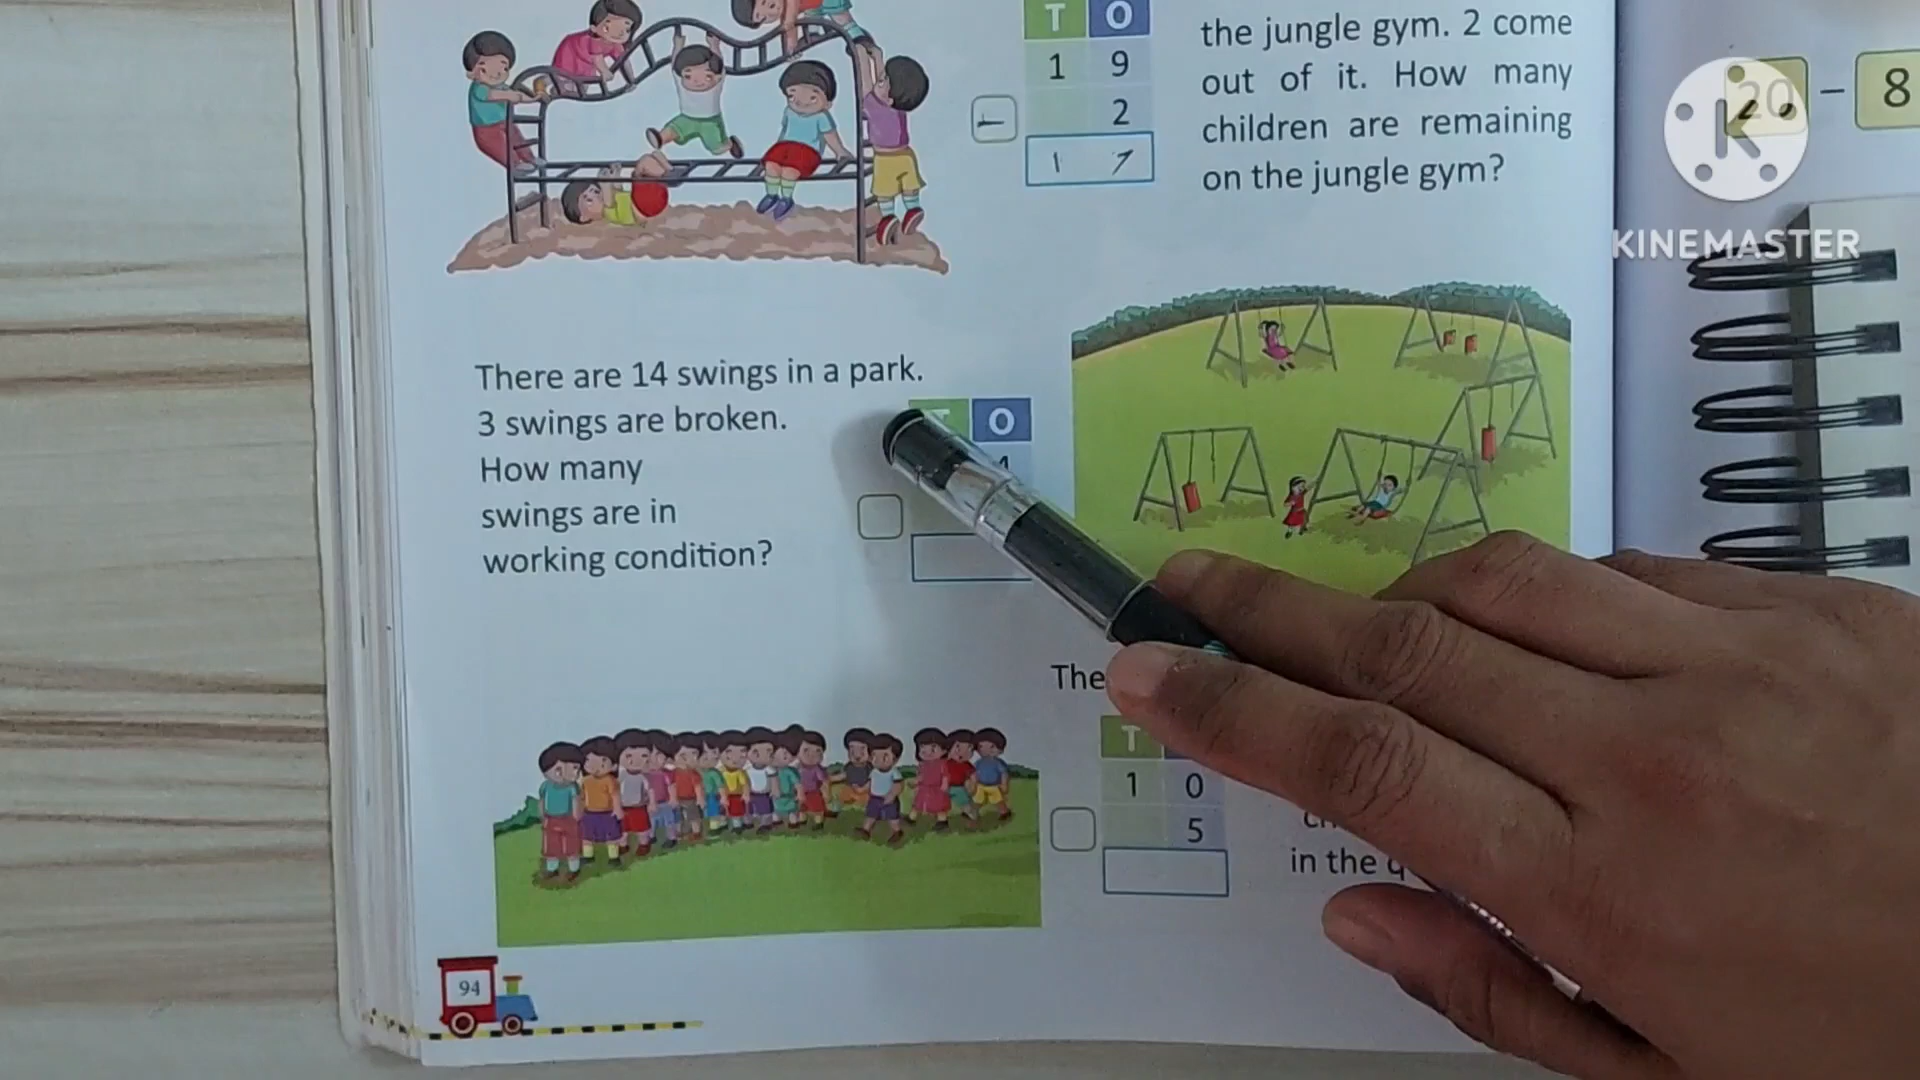 T O
1 9
– 2
1 7
the jungle gym. 2 come
out of it. How many
children are remaining
on the jungle gym?
20 – 8
K
KINEMASTER
There are 14 swings in a park.
3 swings are broken.
How many
swings are in
working condition?
T O
The
T
1 0
5
in the
94